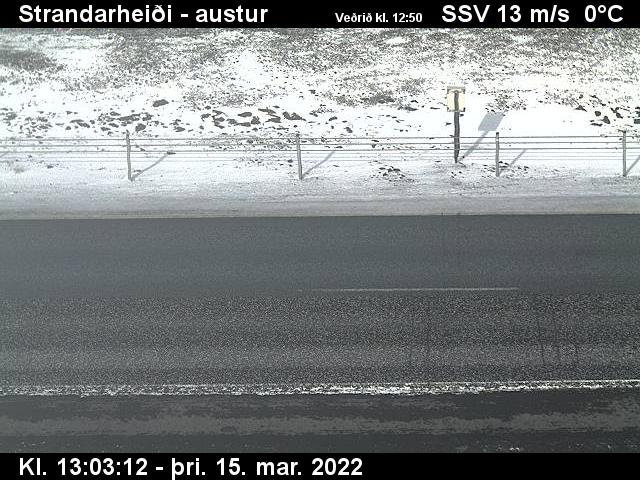 Strandarheiði - austur Veðrið kl. 12:50 SSV 13 m/s 0°C
Kl. 13:03:12 - þri. 15. mar. 2022